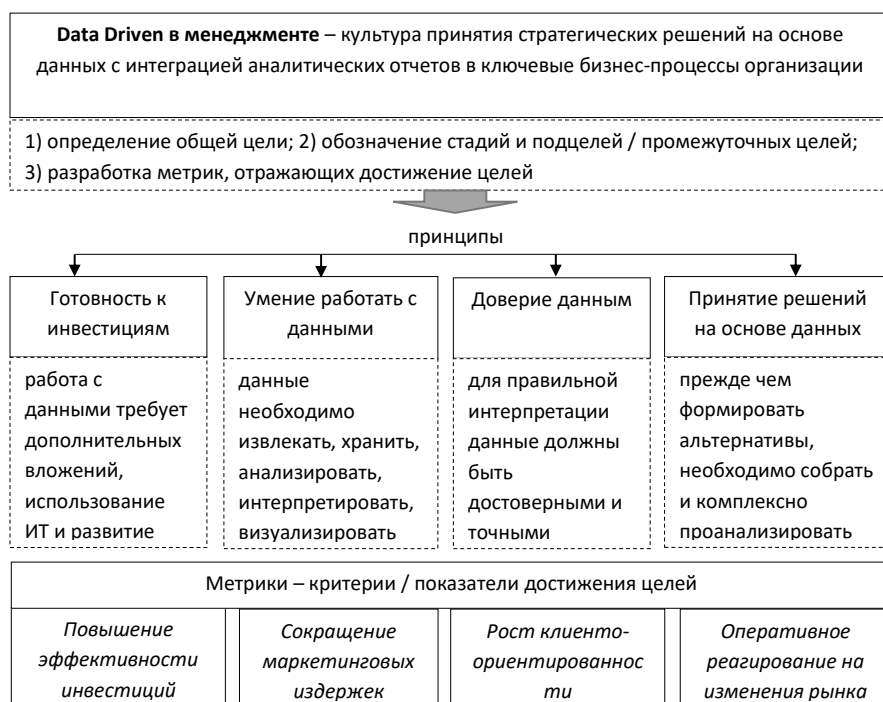 Data Driven в менеджменте – культура принятия стратегических решений на основе
данных с интеграцией аналитических отчетов в ключевые бизнес-процессы организации
1) определение общей цели; 2) обозначение стадий и подцелей / промежуточных целей;
3) разработка метрик, отражающих достижение целей
принципы
Готовность к
инвестициям
работа с
данными требует
дополнительных
вложений,
использование
ИТ и развитие
Умение работать с
данными
данные
необходимо
извлекать, хранить,
анализировать,
интерпретировать,
визуализировать
Доверие данным
для правильной
интерпретации
данные должны
быть
достоверными и
точными
Принятие решений
на основе данных
прежде чем
формировать
альтернативы,
необходимо собрать
и комплексно
проанализировать
Метрики – критерии / показатели достижения целей
Повышение
эффективности
инвестиций
Сокращение
маркетинговых
издержек
Рост клиенто-
ориентированнос
ти
Оперативное
реагирование на
изменения рынка